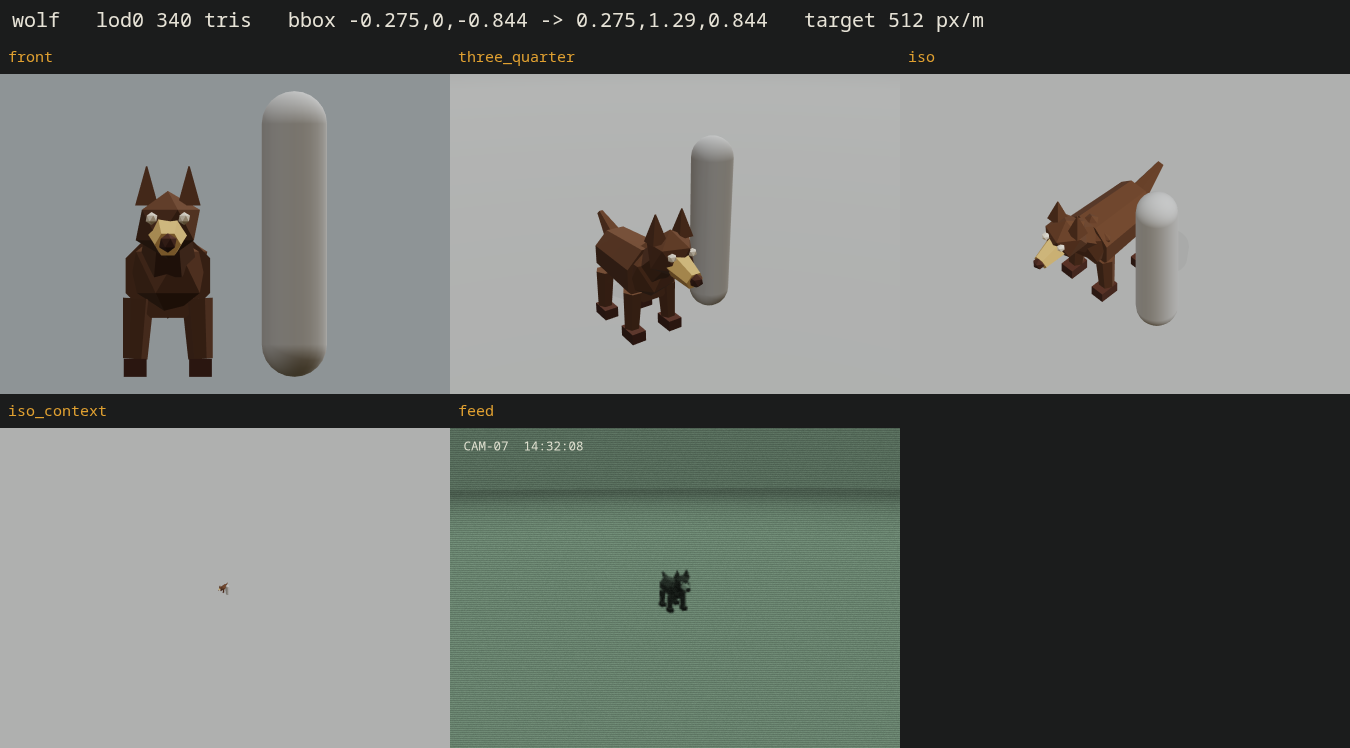 wolf lod0 340 tris bbox -0.275,0,-0.844 -> 0.275,1.29,0.844 target 512 px/m
front three_quarter iso
iso_context feed
CAM-07 14:32:08